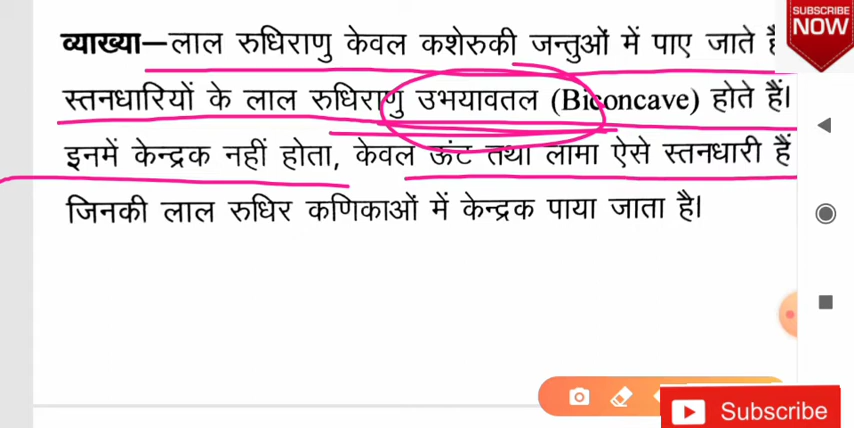 व्याख्या—लाल रुधिराणु केवल कशेरुकी जन्तुओं में पाए जाते
स्तनधारियों के लाल रुधिराणु उभयावतल (Biconcave) होते हैं।
इनमें केन्द्रक नहीं होता, केवल ऊंट तथा लामा ऐसे स्तनधारी हैं
जिनकी लाल रुधिर कणिकाओं में केन्द्रक पाया जाता है।
SUBSCRIBE
NOW
Subscribe